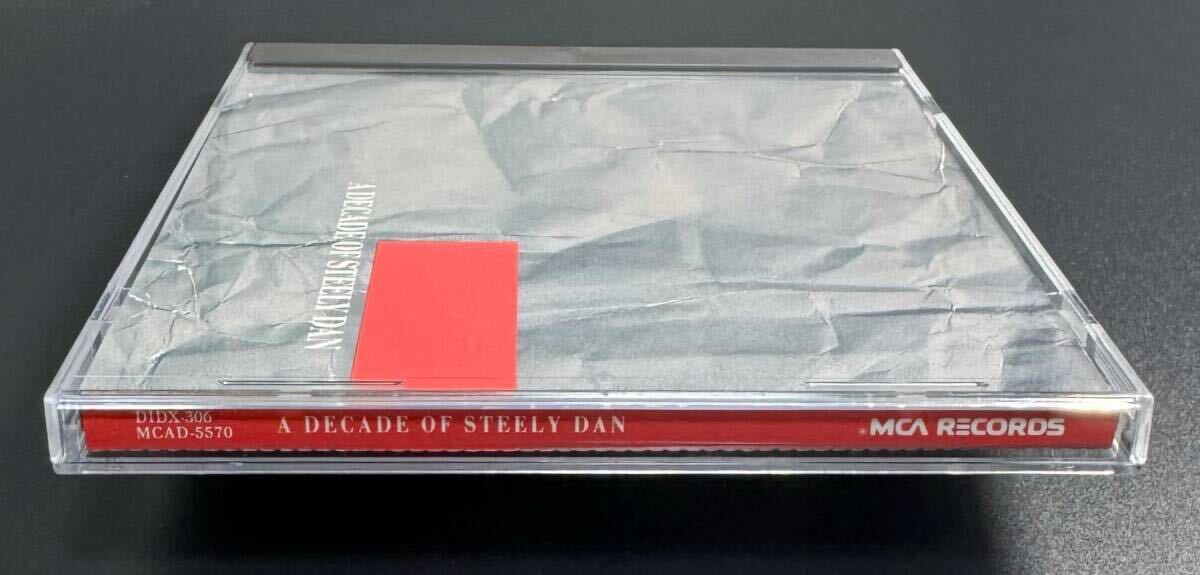 A DECADE OF STEELY DAN
DIDX-306
MCAD-5570
A DECADE OF STEELY DAN
MCA RECORDS